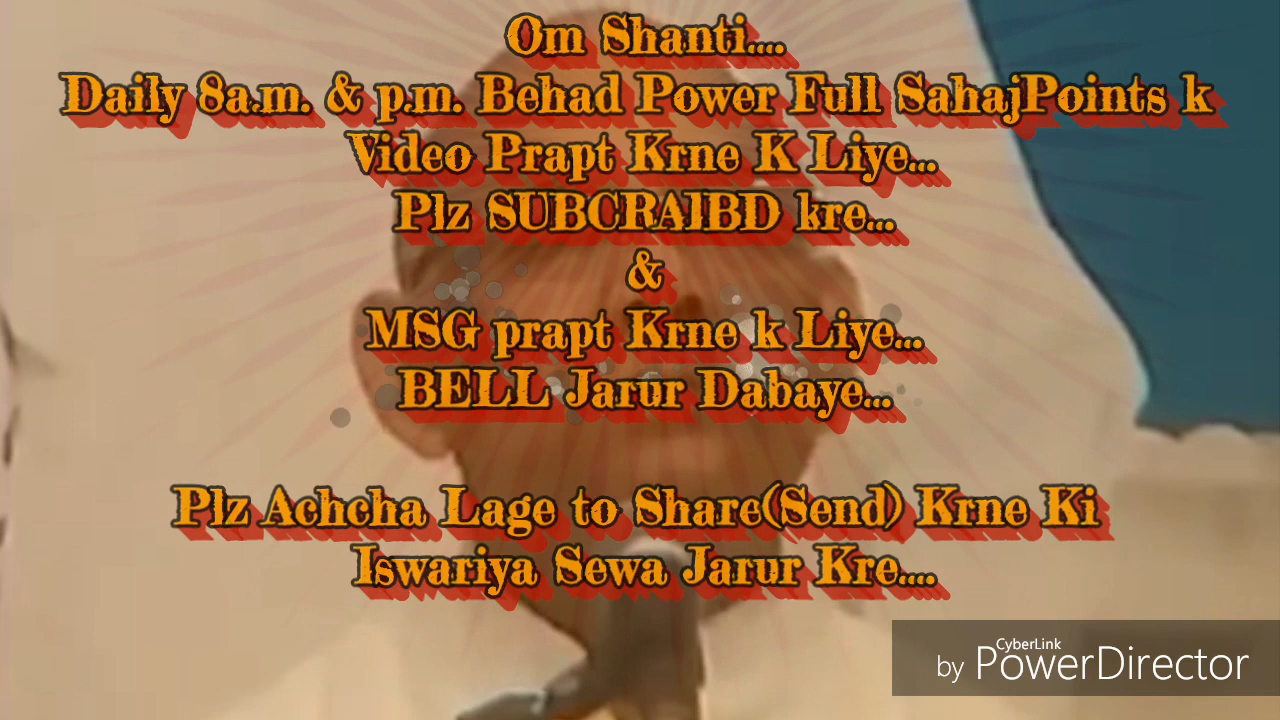 Om Shanti....
Daily 8a.m. & p.m. Behad Power Full SahajPoints k
Video Prapt Krne K Liye...
Plz SUBCRAIBD kre...
&
MSG prapt Krne k Liye...
BELL Jarur Dabaye...
Plz Achcha Lage to Share(Send) Krne Ki
Iswariya Sewa Jarur Kre....
CyberLink
by PowerDirector